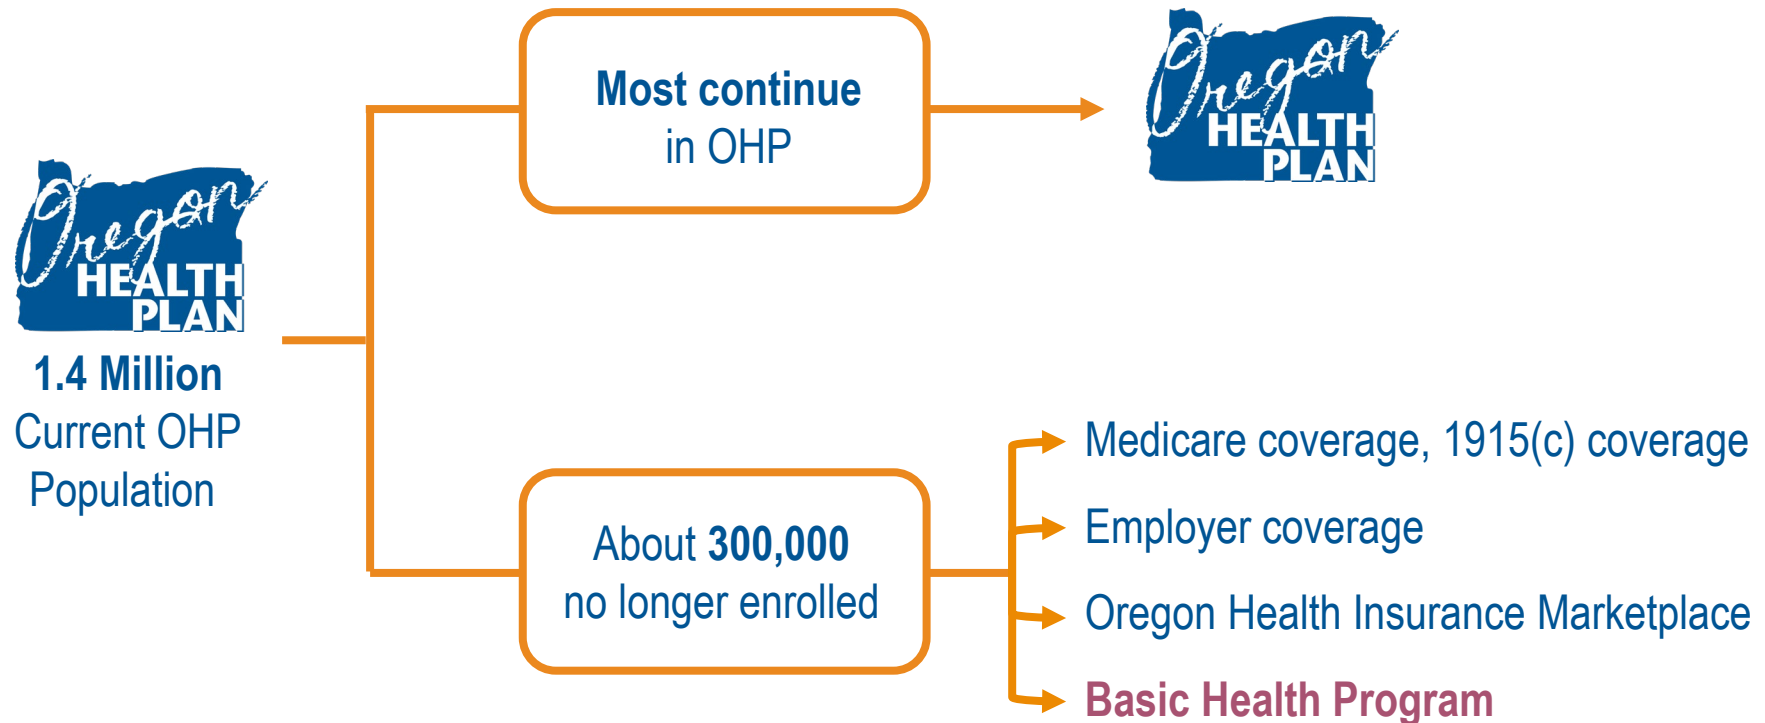 Oregon
HEALTH
PLAN
1.4 Million
Current OHP
Population
Most continue
in OHP
Oregon
HEALTH
PLAN
About 300,000
no longer enrolled
Medicare coverage, 1915(c) coverage
Employer coverage
Oregon Health Insurance Marketplace
Basic Health Program